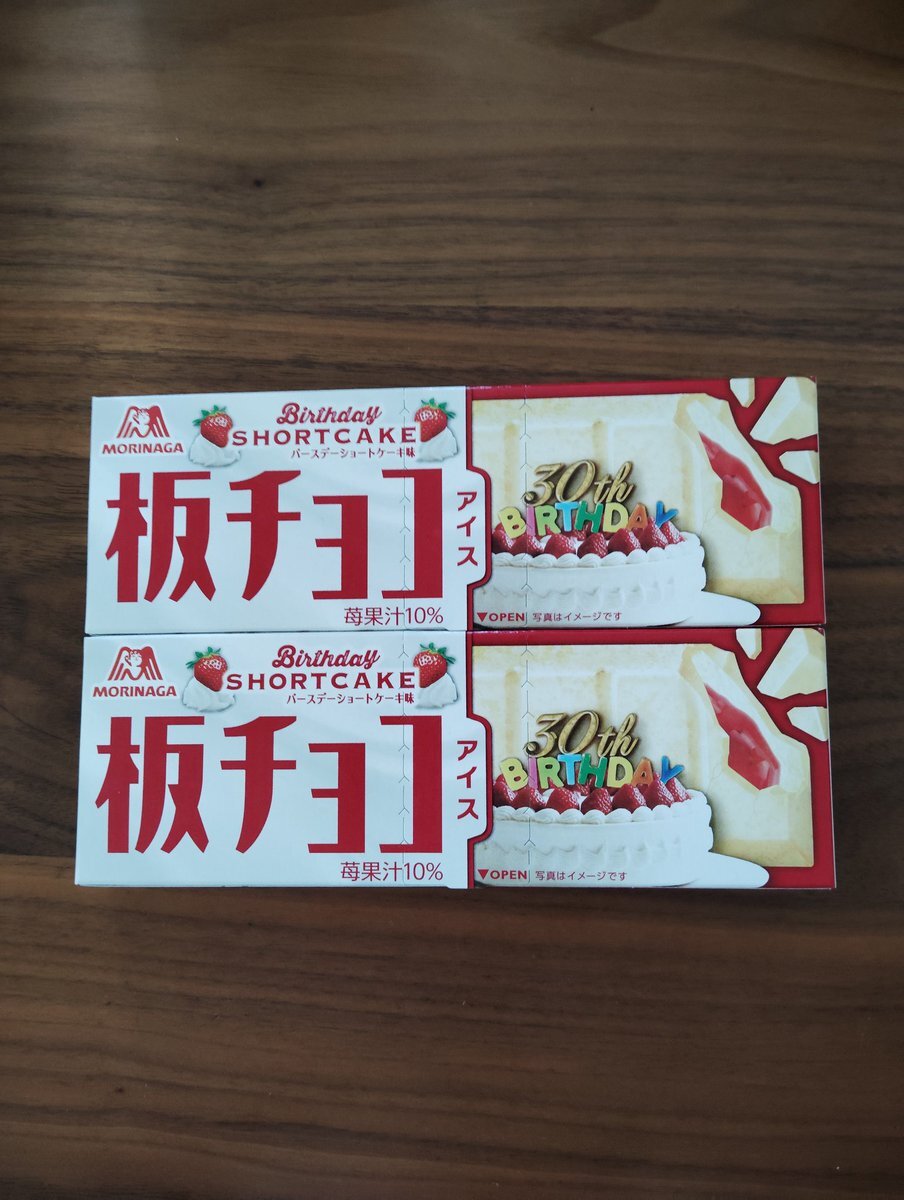 MORINAGA
Birthday
SHORTCAKE
バースデーショートケーキ味
板チョコ
アイス
苺果汁10%
30th
BIRTHDAY
▼OPEN 写真はイメージです
MORINAGA
Birthday
SHORTCAKE
バースデーショートケーキ味
板チョコ
アイス
苺果汁10%
30th
BIRTHDAY
▼OPEN 写真はイメージです